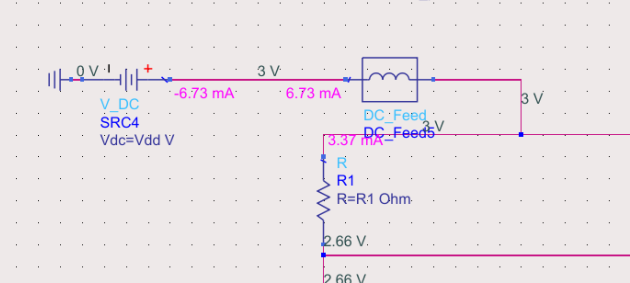 0 V
3 V
-6.73 mA
6.73 mA
V_DC
SRC4
Vdc=Vdd V
DC_Feed
DC_Feed5
3 V
3 V
3.37 mA
R
R1
R=R1 Ohm
2.66 V
2.66 V